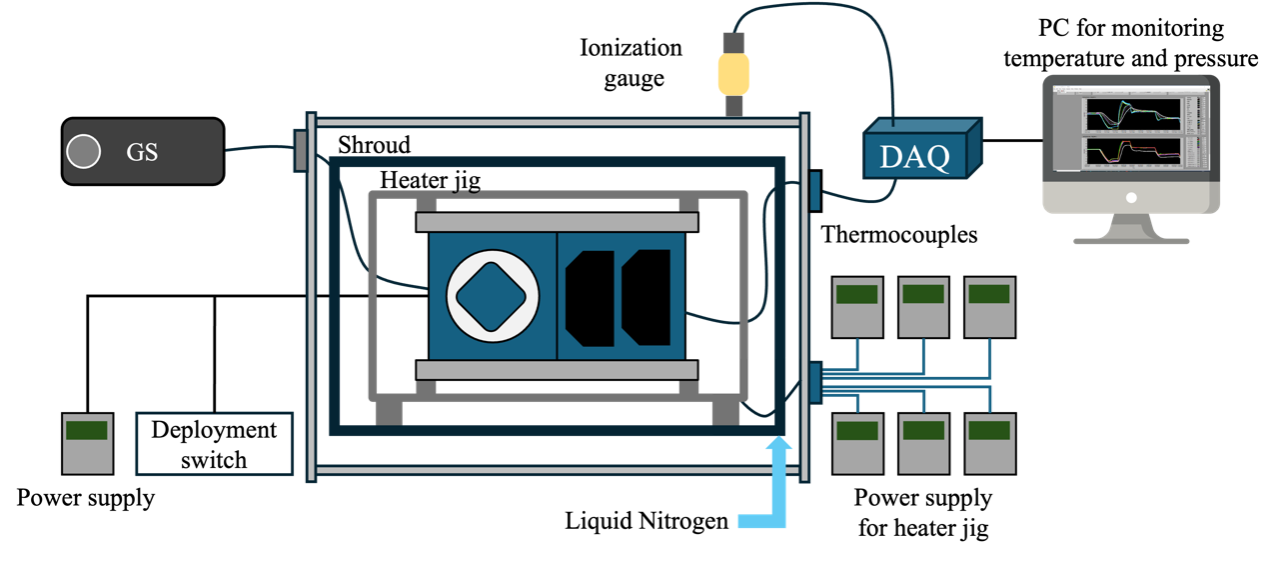 PC for monitoring
temperature and pressure
Ionization
gauge
GS
Shroud
Heater jig
DAQ
Thermocouples
Deployment
switch
Power supply
Liquid Nitrogen
Power supply
for heater jig